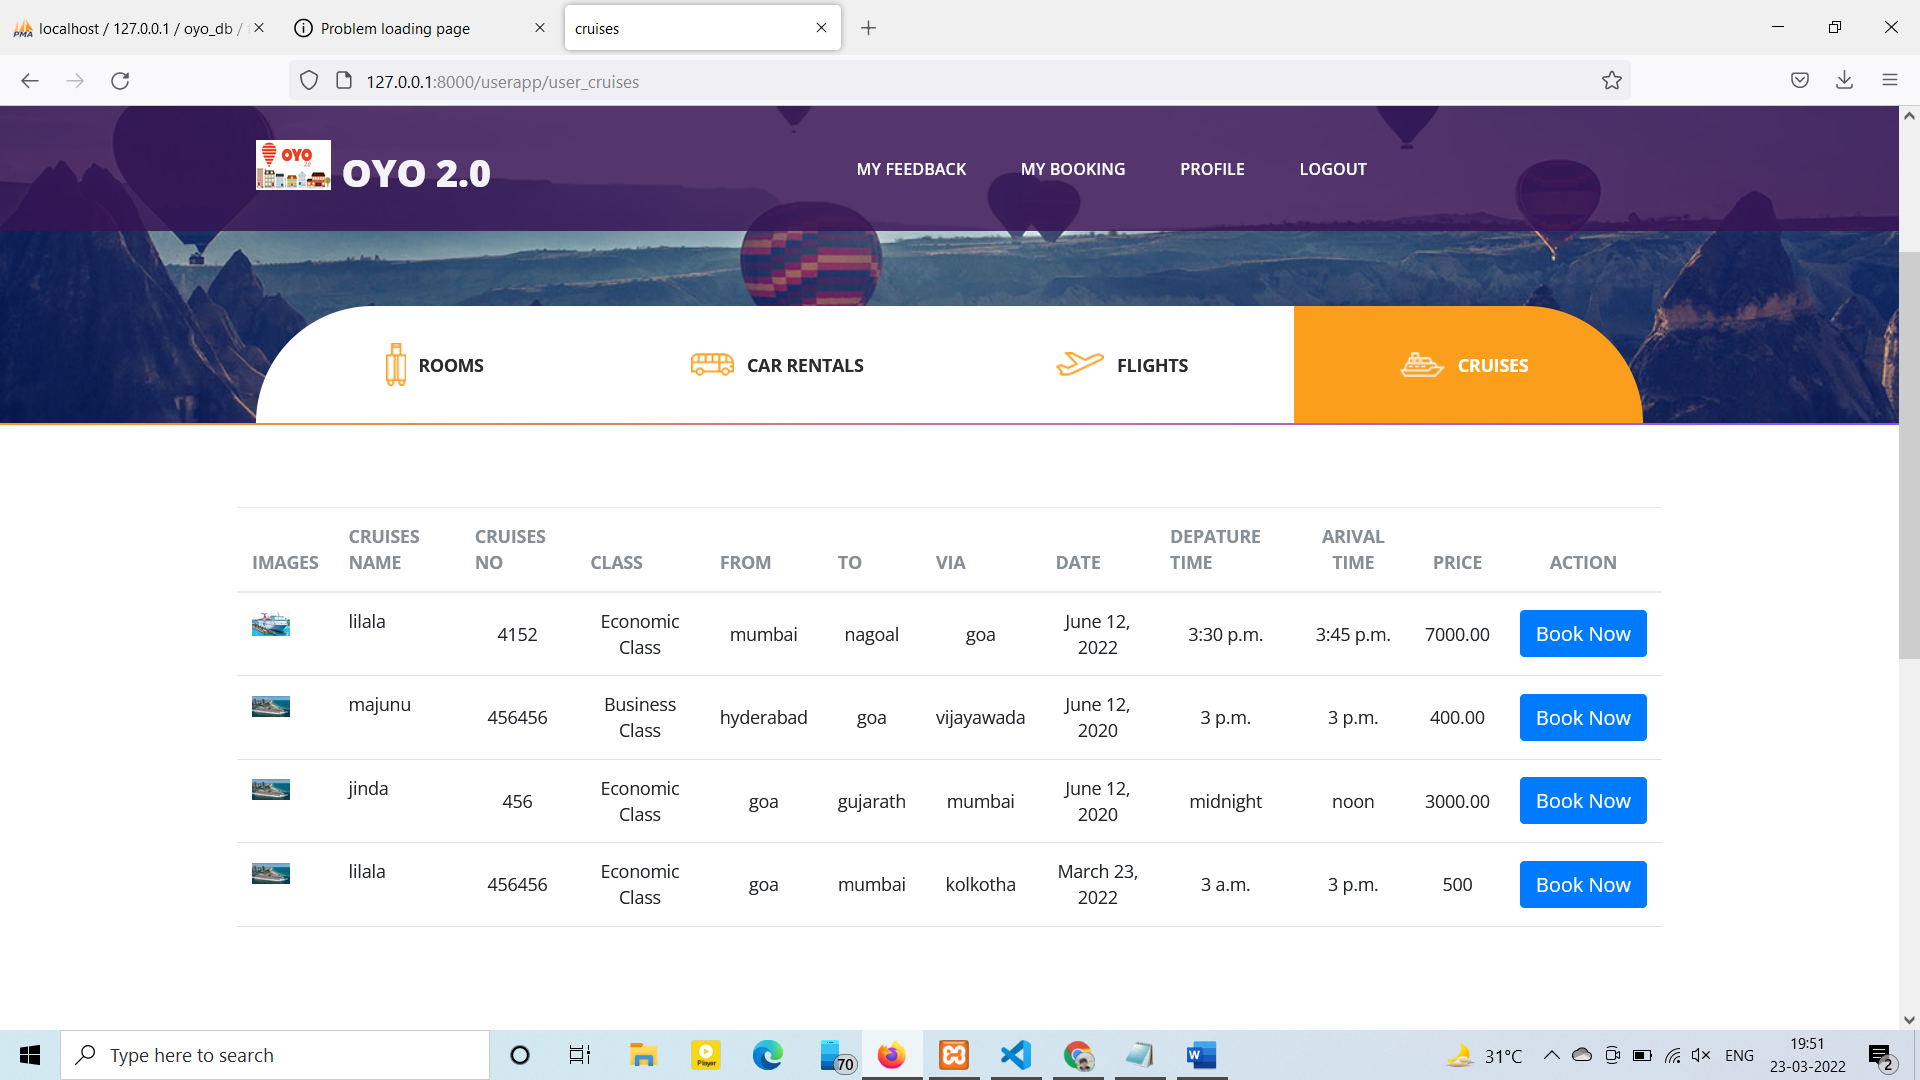 localhost / 127.0.0.1 / oyo_db /
Problem loading page
cruises
127.0.0.1:8000/userapp/user_cruises
OYO
2.0
OYO 2.0
MY FEEDBACK MY BOOKING PROFILE LOGOUT
ROOMS CAR RENTALS FLIGHTS CRUISES
IMAGES CRUISES NAME CRUISES NO CLASS FROM TO VIA DATE DEPATURE TIME ARIVAL TIME PRICE ACTION
lilala 4152 Economic Class mumbai nagoal goa June 12, 2022 3:30 p.m. 3:45 p.m. 7000.00 Book Now
majunu 456456 Business Class hyderabad goa vijayawada June 12, 2020 3 p.m. 3 p.m. 400.00 Book Now
jinda 456 Economic Class goa gujarath mumbai June 12, 2020 midnight noon 3000.00 Book Now
lilala 456456 Economic Class goa mumbai kolkotha March 23, 2022 3 a.m. 3 p.m. 500 Book Now
Type here to search
Player
70
31°C
ENG
19:51
23-03-2022
2